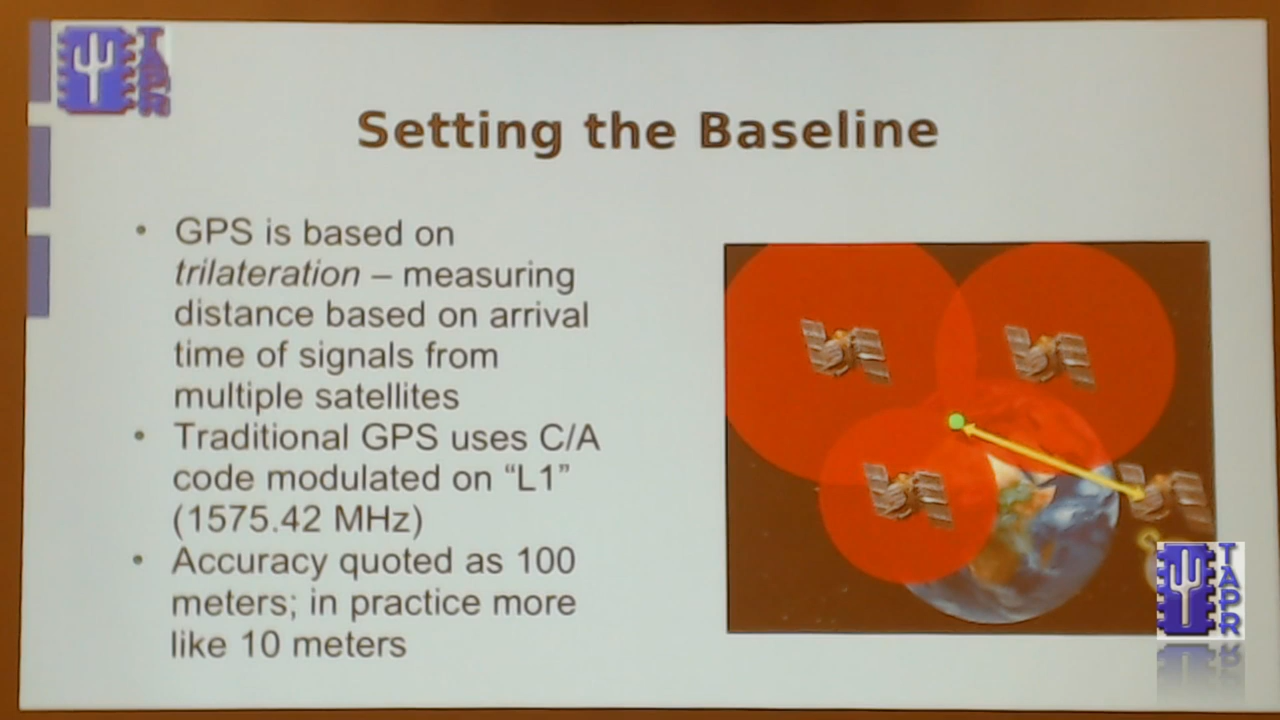 TAPR
Setting the Baseline
• GPS is based on
trilateration – measuring
distance based on arrival
time of signals from
multiple satellites
• Traditional GPS uses C/A
code modulated on “L1”
(1575.42 MHz)
• Accuracy quoted as 100
meters; in practice more
like 10 meters
TAPR